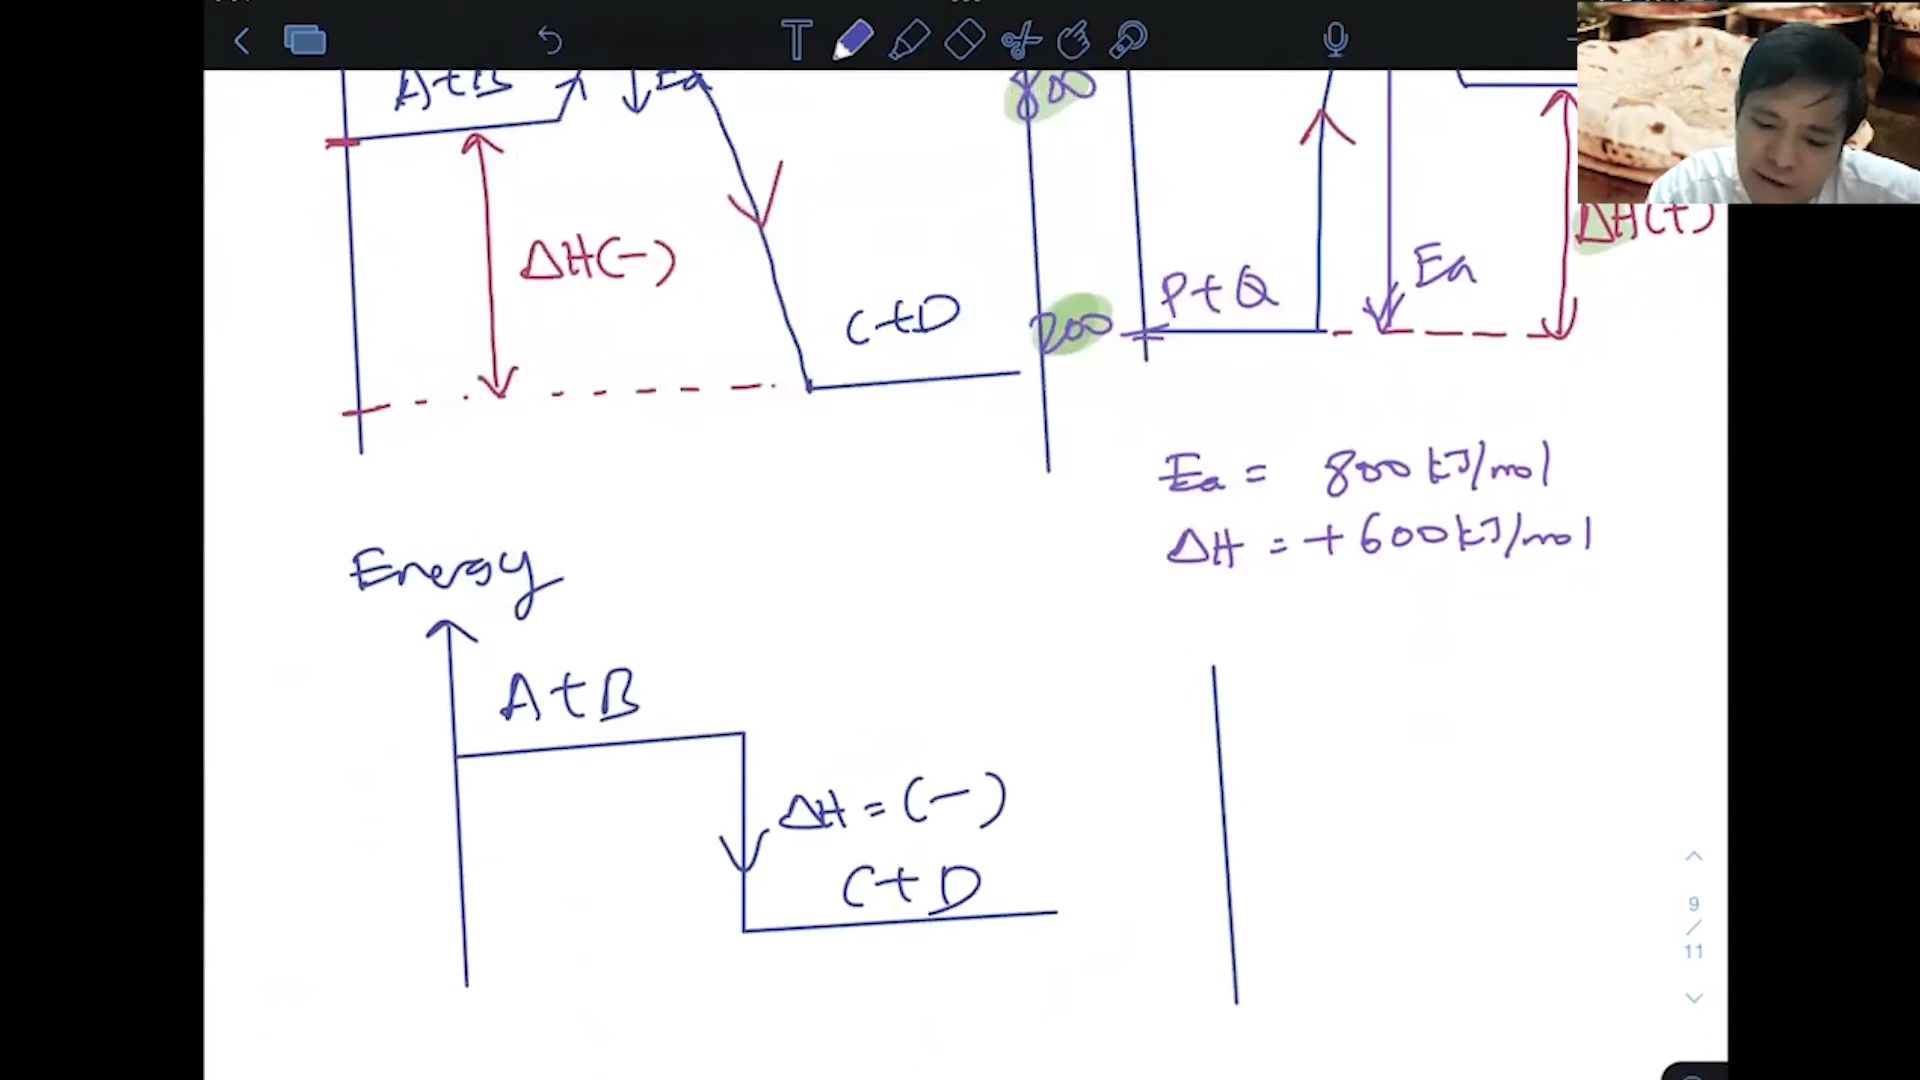 A+B
Ea
800
ΔH(-)
C+D
200
P+Q
Ea
ΔH(+)
Ea = 800 kJ/mol
ΔH = +600 kJ/mol
Energy
A+B
ΔH = (-)
C+D
9
/
11